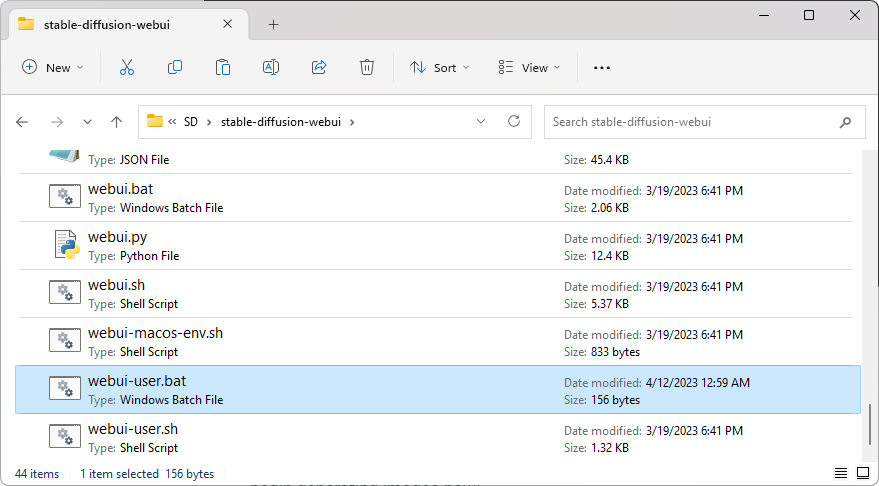 stable-diffusion-webui
New
Sort
View
« SD > stable-diffusion-webui >
Search stable-diffusion-webui
Type: JSON File
Size: 45.4 KB
webui.bat
Date modified: 3/19/2023 6:41 PM
Type: Windows Batch File
Size: 2.06 KB
webui.py
Date modified: 3/19/2023 6:41 PM
Type: Python File
Size: 12.4 KB
webui.sh
Date modified: 3/19/2023 6:41 PM
Type: Shell Script
Size: 5.37 KB
webui-macos-env.sh
Date modified: 3/19/2023 6:41 PM
Type: Shell Script
Size: 833 bytes
webui-user.bat
Date modified: 4/12/2023 12:59 AM
Type: Windows Batch File
Size: 156 bytes
webui-user.sh
Date modified: 3/19/2023 6:41 PM
Type: Shell Script
Size: 1.32 KB
44 items
1 item selected 156 bytes